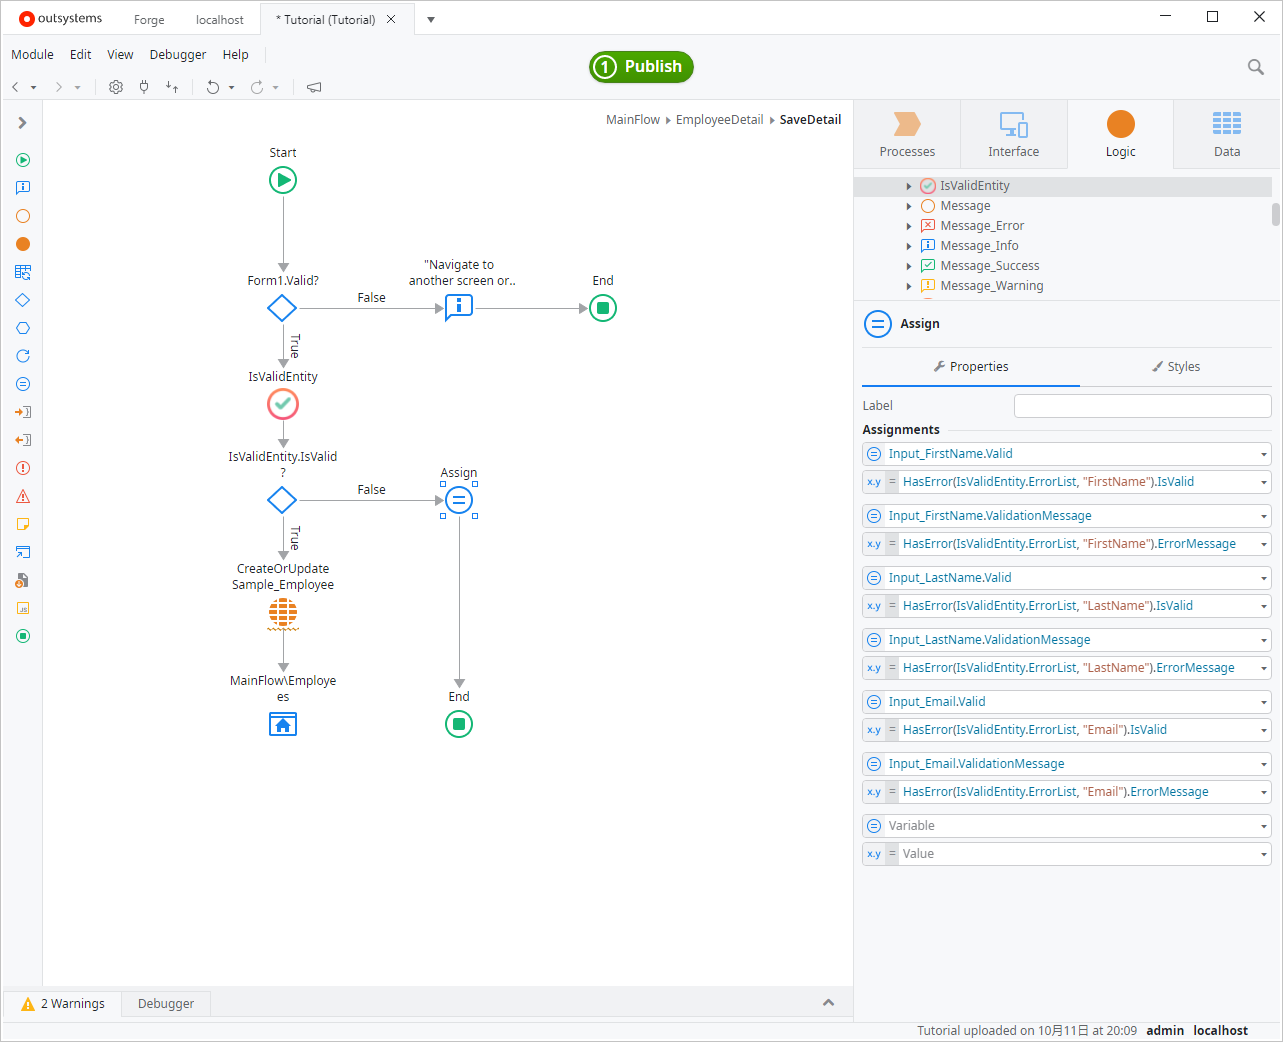 outsystems
Forge
localhost
* Tutorial (Tutorial)
Module
Edit
View
Debugger
Help
1 Publish
MainFlow ▸ EmployeeDetail ▸ SaveDetail
Processes
Interface
Logic
Data
IsValidEntity
Message
Message_Error
Message_Info
Message_Success
Message_Warning
Start
Form1.Valid?
False
"Navigate to
another screen or..
End
True
IsValidEntity
IsValidEntity.IsValid
?
False
Assign
True
CreateOrUpdate
Sample_Employee
MainFlow\Employe
es
End
JS
Assign
Properties
Styles
Label
Assignments
Input_FirstName.Valid
x.y = HasError(IsValidEntity.ErrorList, "FirstName").IsValid
Input_FirstName.ValidationMessage
x.y = HasError(IsValidEntity.ErrorList, "FirstName").ErrorMessage
Input_LastName.Valid
x.y = HasError(IsValidEntity.ErrorList, "LastName").IsValid
Input_LastName.ValidationMessage
x.y = HasError(IsValidEntity.ErrorList, "LastName").ErrorMessage
Input_Email.Valid
x.y = HasError(IsValidEntity.ErrorList, "Email").IsValid
Input_Email.ValidationMessage
x.y = HasError(IsValidEntity.ErrorList, "Email").ErrorMessage
Variable
x.y = Value
2 Warnings
Debugger
Tutorial uploaded on 10月11日 at 20:09 admin localhost